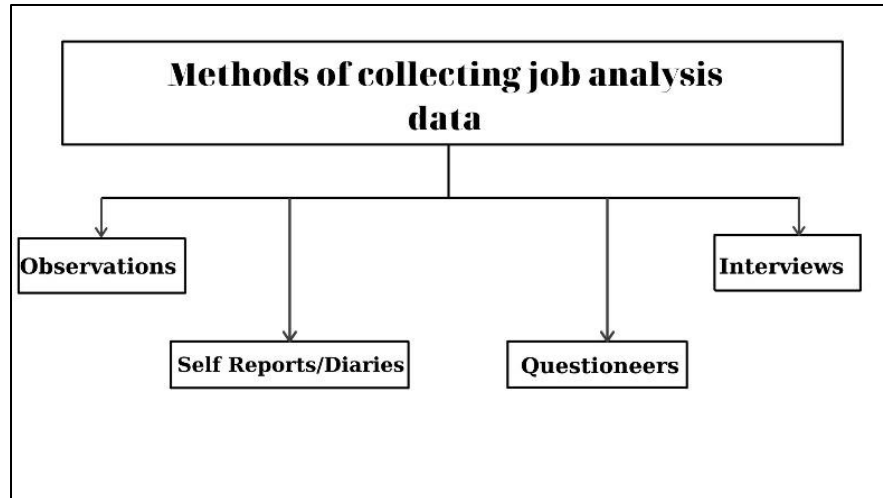 Methods of collecting job analysis
data
Observations
Interviews
Self Reports/Diaries
Questioneers